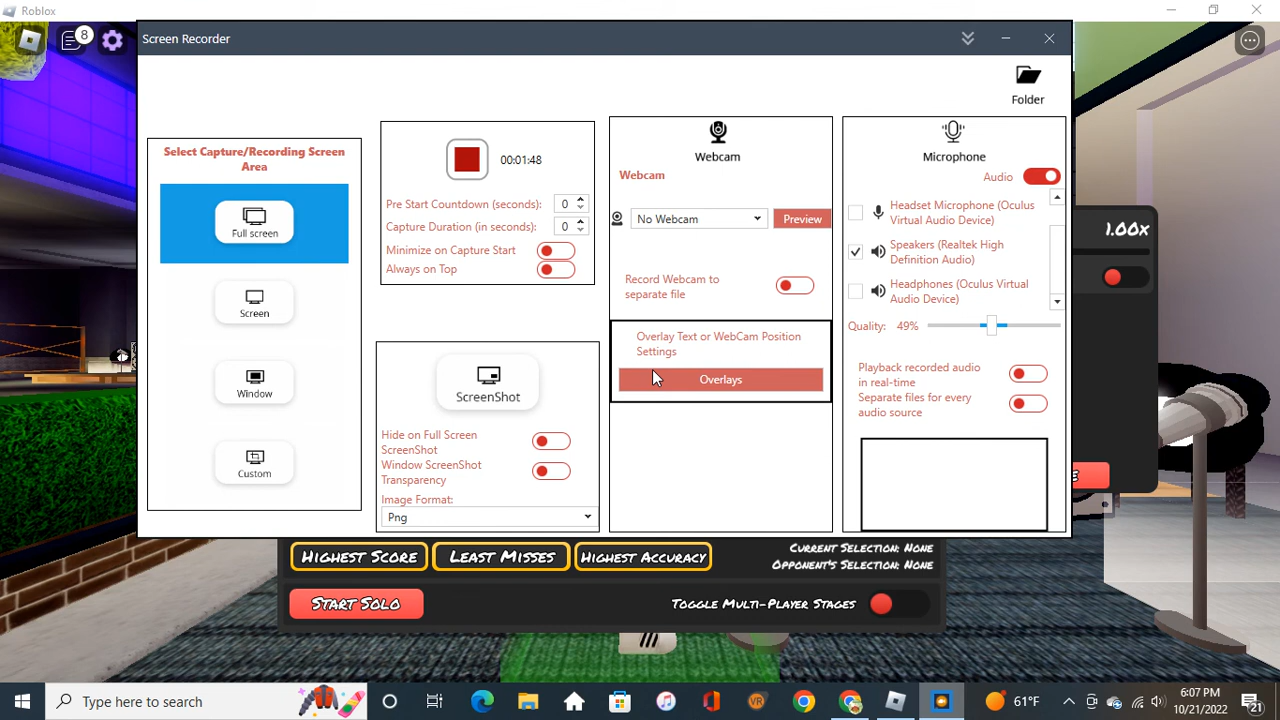 Roblox
8
Screen Recorder
Folder
Select Capture/Recording Screen
Area
Full screen
Screen
Window
Custom
00:01:48
Pre Start Countdown (seconds): 0
Capture Duration (in seconds): 0
Minimize on Capture Start
Always on Top
ScreenShot
Hide on Full Screen
ScreenShot
Window ScreenShot
Transparency
Image Format:
Png
Webcam
Webcam
No Webcam
Preview
Record Webcam to
separate file
Overlay Text or WebCam Position
Settings
Overlays
Microphone
Audio
Headset Microphone (Oculus
Virtual Audio Device)
Speakers (Realtek High
Definition Audio)
Headphones (Oculus Virtual
Audio Device)
Quality: 49%
Playback recorded audio
in real-time
Separate files for every
audio source
1.00x
Highest Score
Least Misses
Highest Accuracy
Current Selection: None
Opponent's Selection: None
Start Solo
Toggle Multi-Player Stages
Type here to search
VR
61°F
6:07 PM
10/21/2022
21